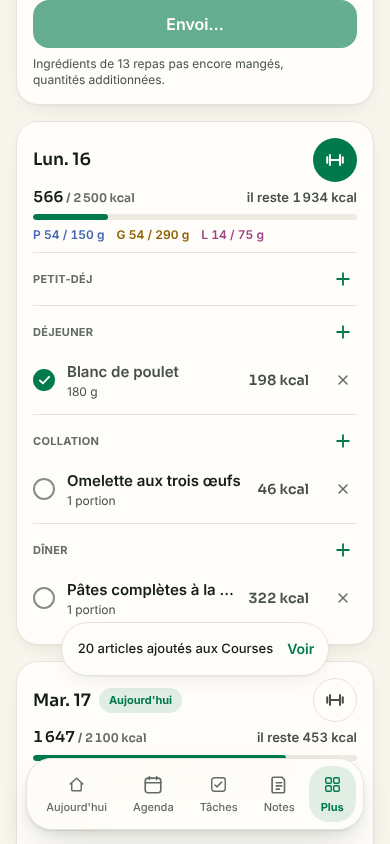 Envoi…
Ingrédients de 13 repas pas encore mangés,
quantités additionnées.
Lun. 16
566 / 2 500 kcal
il reste 1 934 kcal
P 54 / 150 g G 54 / 290 g L 14 / 75 g
PETIT-DÉJ
DÉJEUNER
Blanc de poulet
198 kcal
180 g
COLLATION
Omelette aux trois œufs
46 kcal
1 portion
DÎNER
Pâtes complètes à la …
322 kcal
1 portion
20 articles ajoutés aux Courses Voir
Mar. 17 Aujourd'hui
1 647 / 2 100 kcal
il reste 453 kcal
Aujourd'hui Agenda Tâches Notes Plus